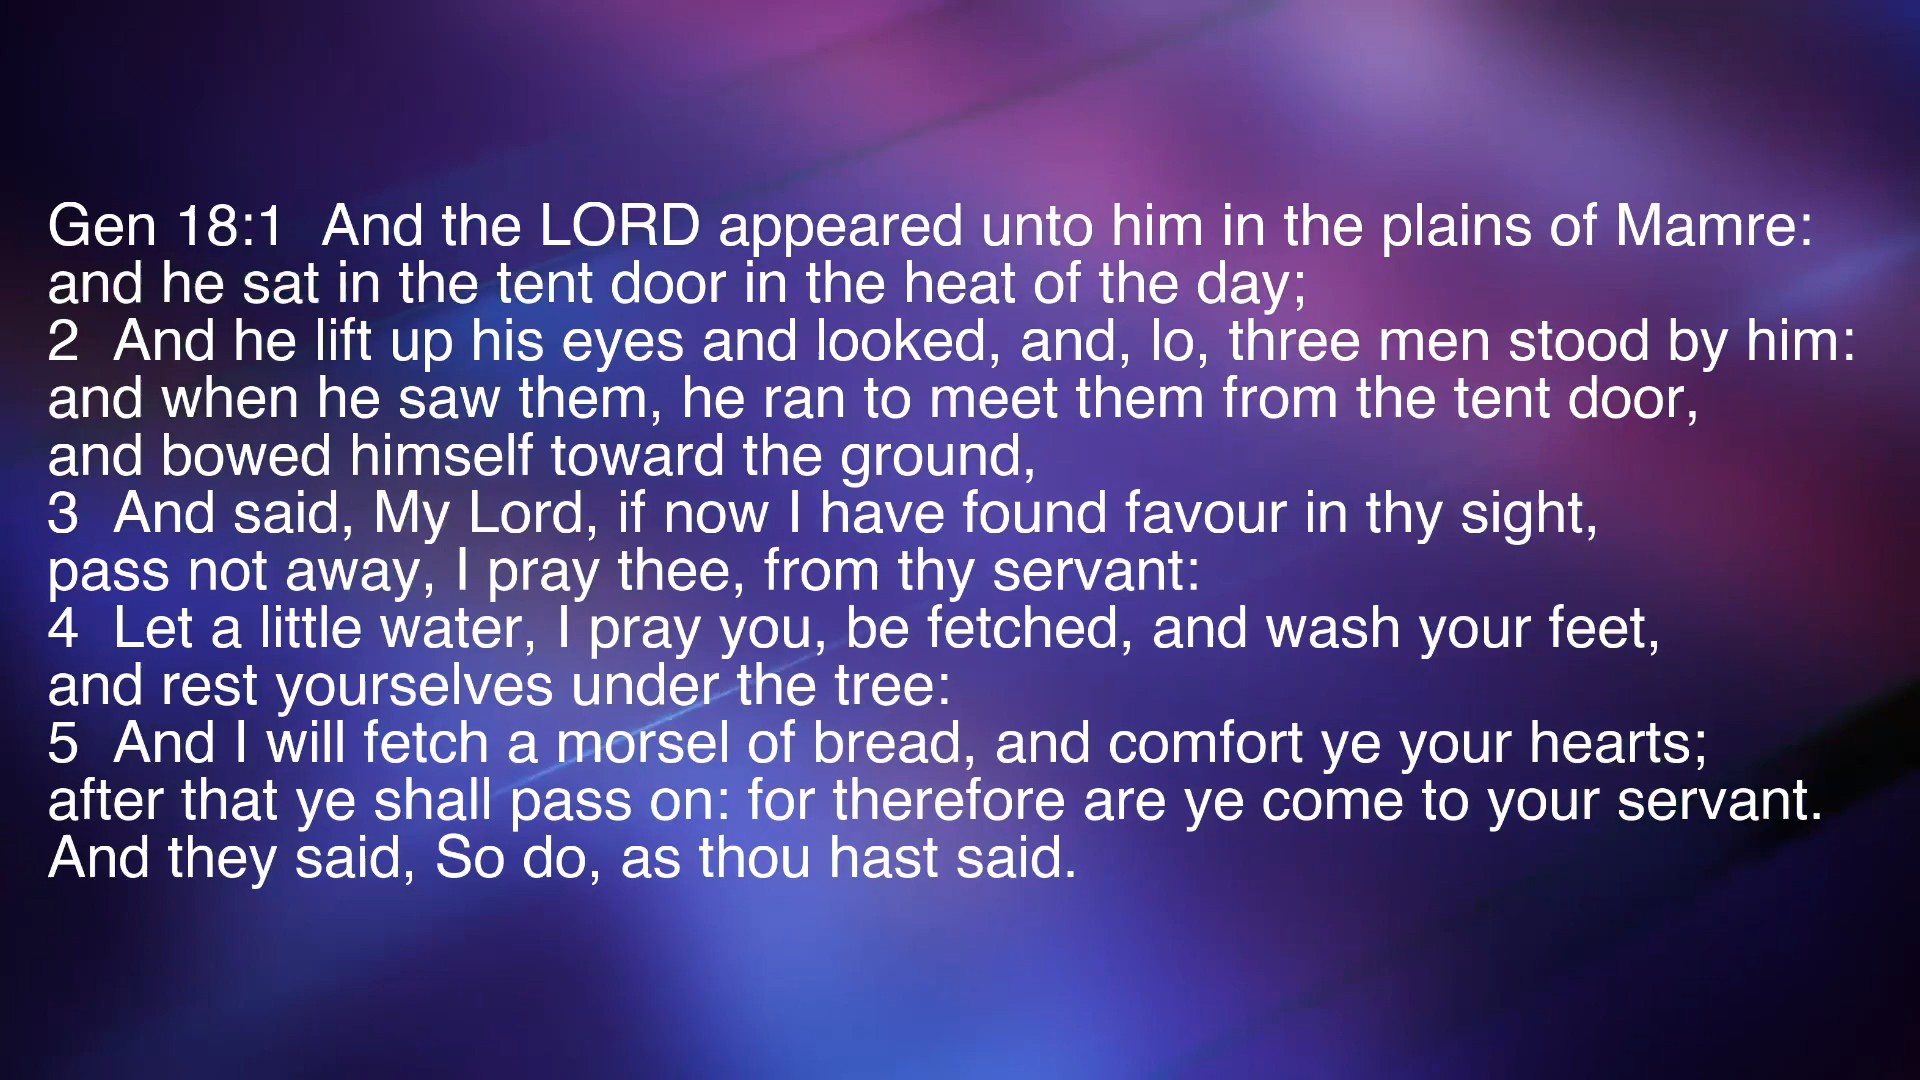 Gen 18:1  And the LORD appeared unto him in the plains of Mamre:
and he sat in the tent door in the heat of the day;
2  And he lift up his eyes and looked, and, lo, three men stood by him:
and when he saw them, he ran to meet them from the tent door,
and bowed himself toward the ground,
3  And said, My Lord, if now I have found favour in thy sight,
pass not away, I pray thee, from thy servant:
4  Let a little water, I pray you, be fetched, and wash your feet,
and rest yourselves under the tree:
5  And I will fetch a morsel of bread, and comfort ye your hearts;
after that ye shall pass on: for therefore are ye come to your servant.
And they said, So do, as thou hast said.